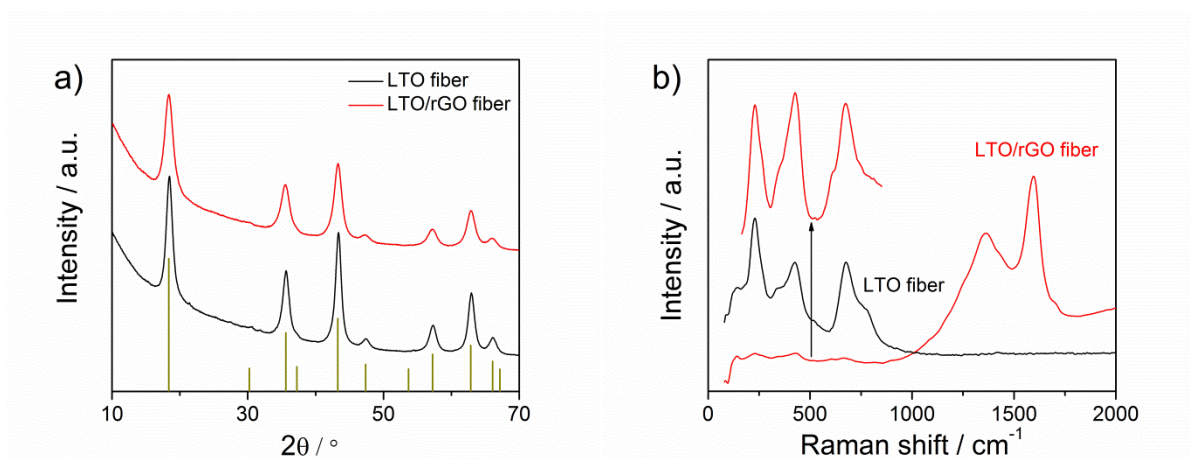 a)
LTO fiber
LTO/rGO fiber
Intensity / a.u.
10
30
50
70
2θ / °
b)
LTO/rGO fiber
LTO fiber
Intensity / a.u.
0
500
1000
1500
2000
Raman shift / cm⁻¹